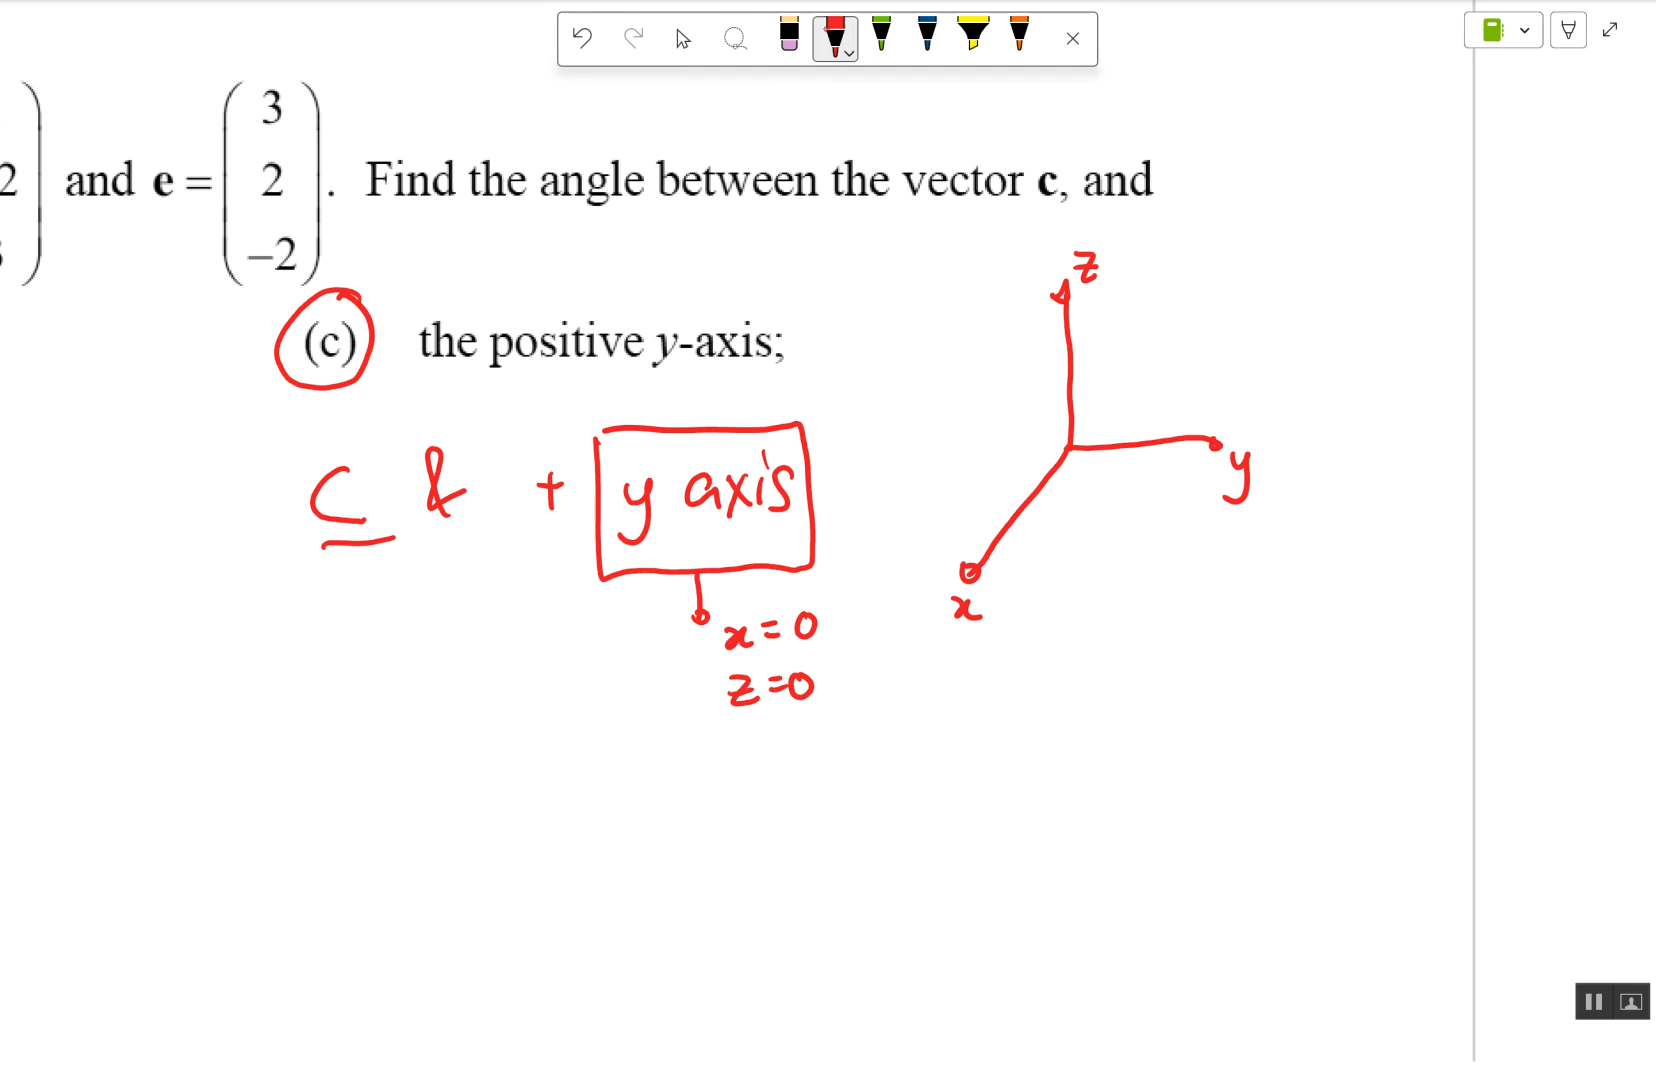 2 and e = ( 3 2 −2 ). Find the angle between the vector c, and
(c) the positive y-axis;
z
y
x
c & + y axis
x = 0
z = 0